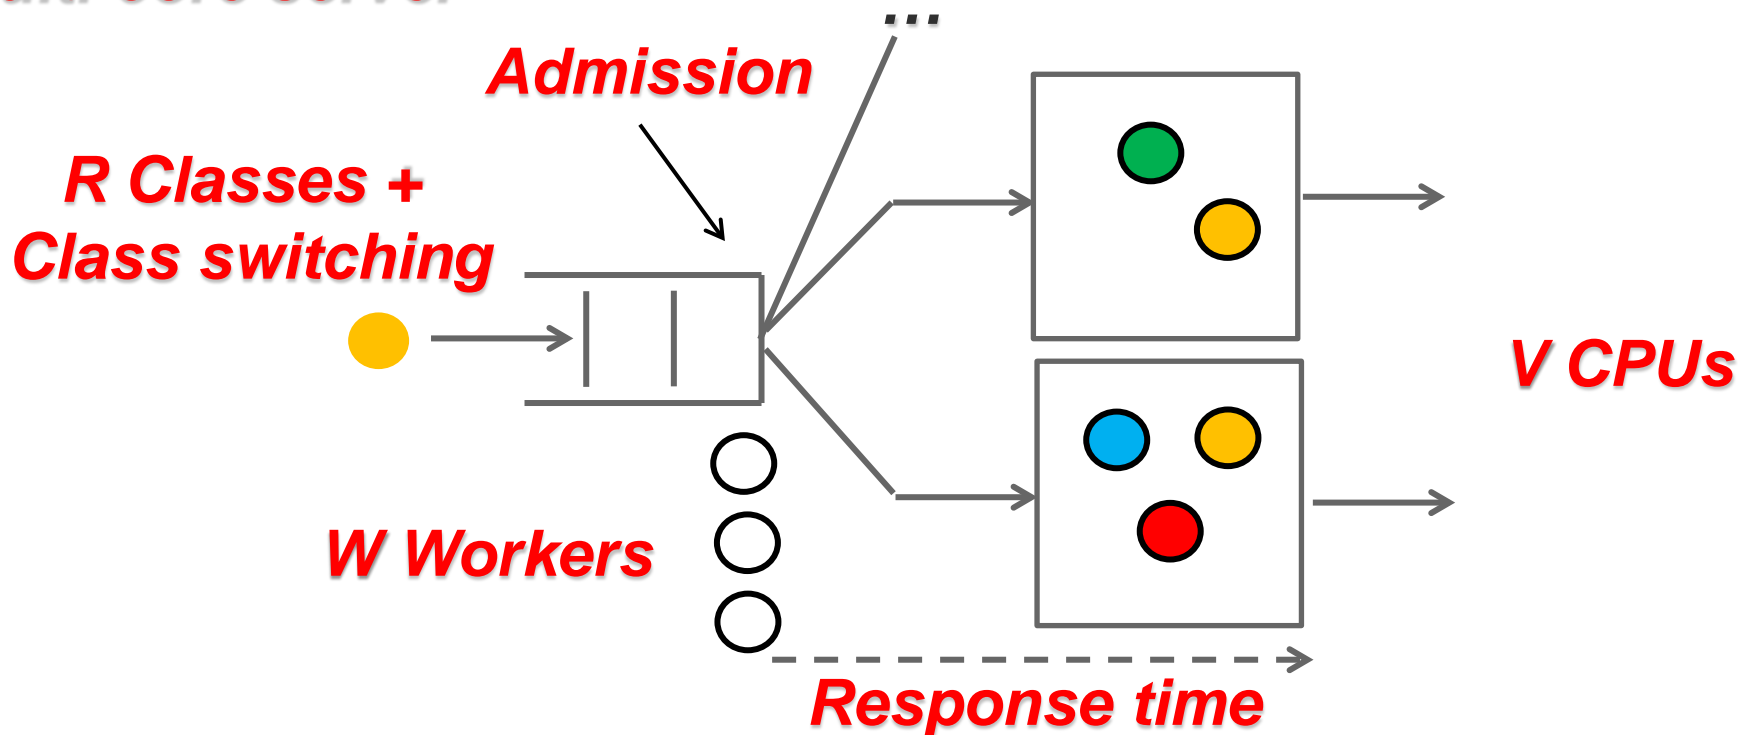 ...
Admission
R Classes +
Class switching
V CPUs
W Workers
Response time